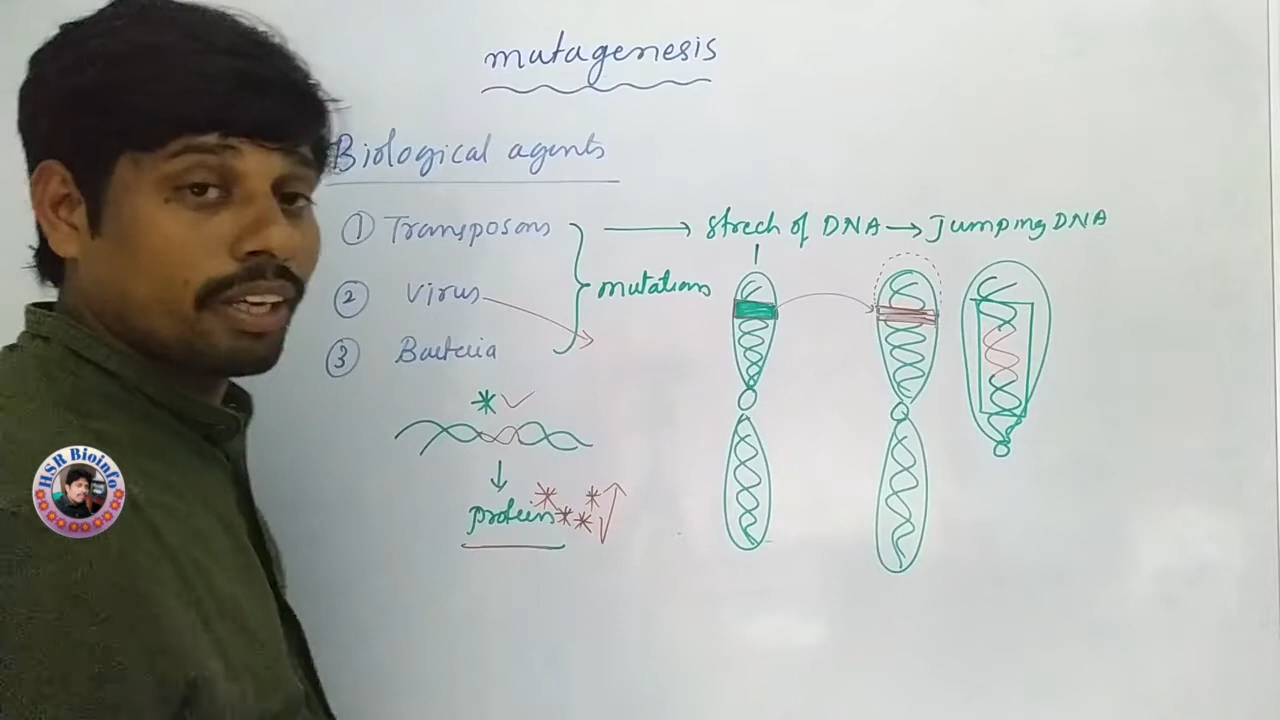 mutagenesis
Biological agents
① Transposons → Strech of DNA → Jumping DNA
② Virus
mutations
③ Bacteria
protein
HSR Bioinfo